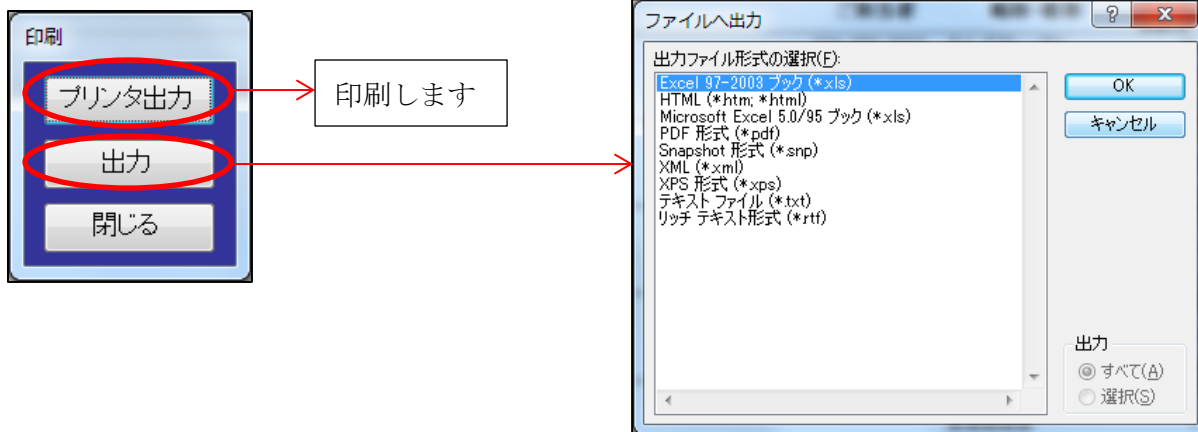 印刷
プリンタ出力
出力
閉じる
印刷します
ファイルへ出力
出力ファイル形式の選択(F):
Excel 97-2003 ブック (*.xls)
HTML (*.htm; *.html)
Microsoft Excel 5.0/95 ブック (*.xls)
PDF 形式 (*.pdf)
Snapshot 形式 (*.snp)
XML (*.xml)
XPS 形式 (*.xps)
テキスト ファイル (*.txt)
リッチ テキスト形式 (*.rtf)
OK
キャンセル
出力
すべて(A)
選択(S)